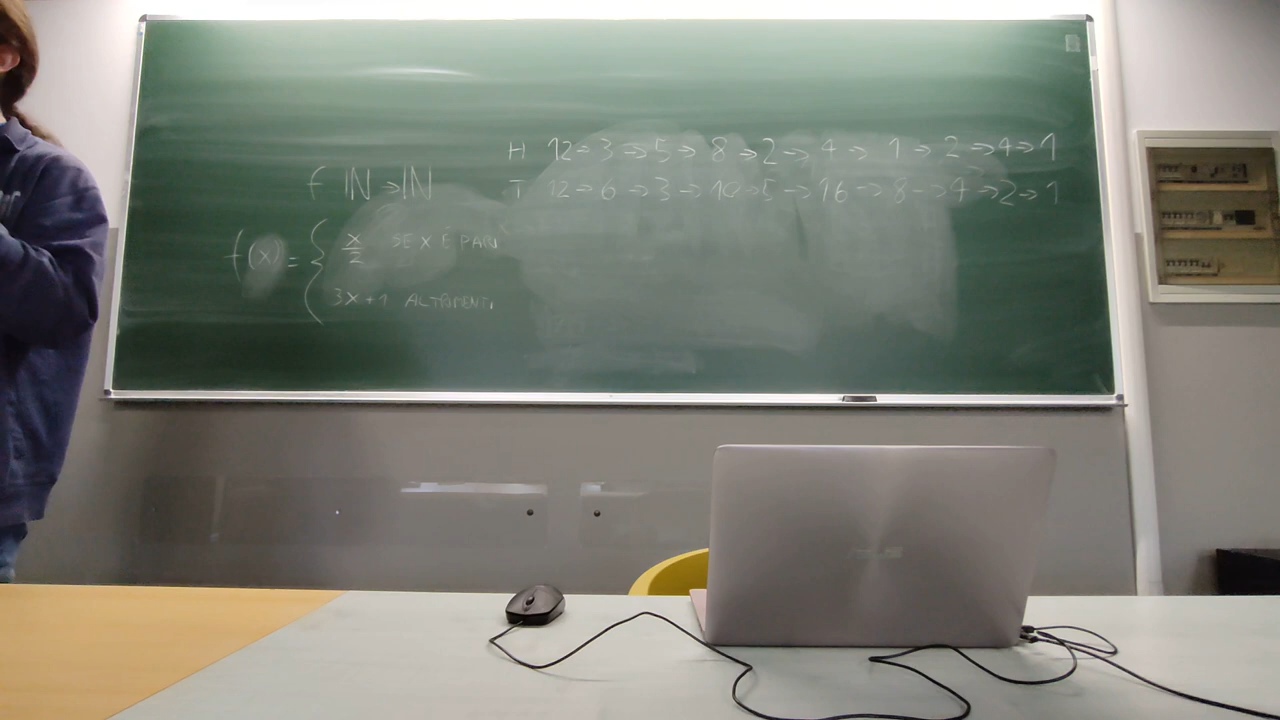 H 12→3→5→8→2→4→1→2→4→1
T 12→6→3→10→5→16→8→4→2→1
f IN→IN
f(x) = { x/2 SE X È PARI
3X+1 ALTRIMENTI